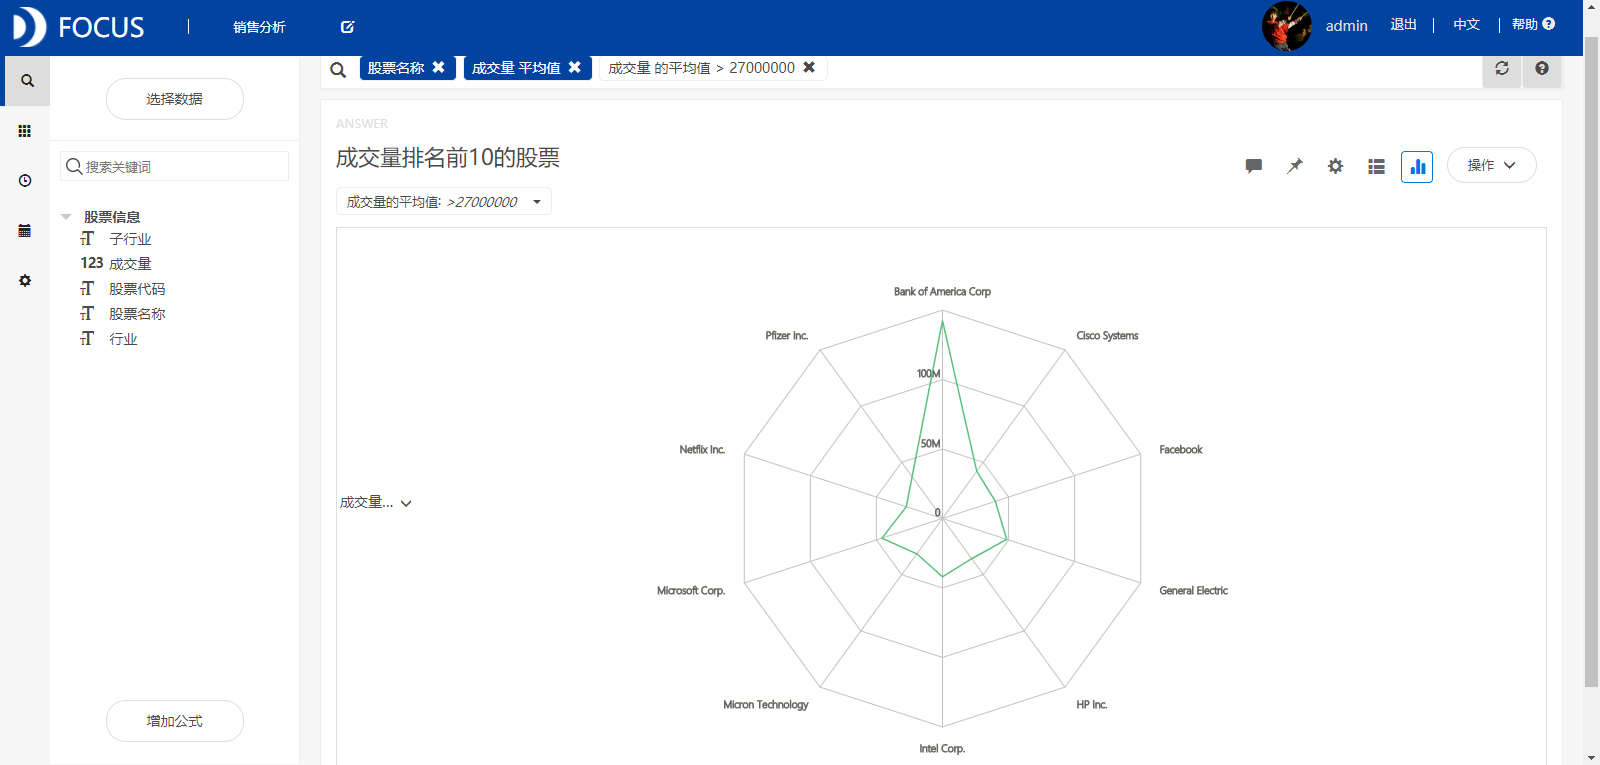 FOCUS
销售分析
admin
退出
中文
帮助
股票名称
成交量 平均值
成交量 的平均值 > 27000000
选择数据
搜索关键词
股票信息
子行业
123 成交量
股票代码
股票名称
行业
增加公式
ANSWER
成交量排名前10的股票
操作
成交量的平均值: >27000000
Bank of America Corp
Pfizer Inc.
Cisco Systems
100M
50M
Netflix Inc.
Facebook
成交量...
0
Microsoft Corp.
General Electric
Micron Technology
HP Inc.
Intel Corp.